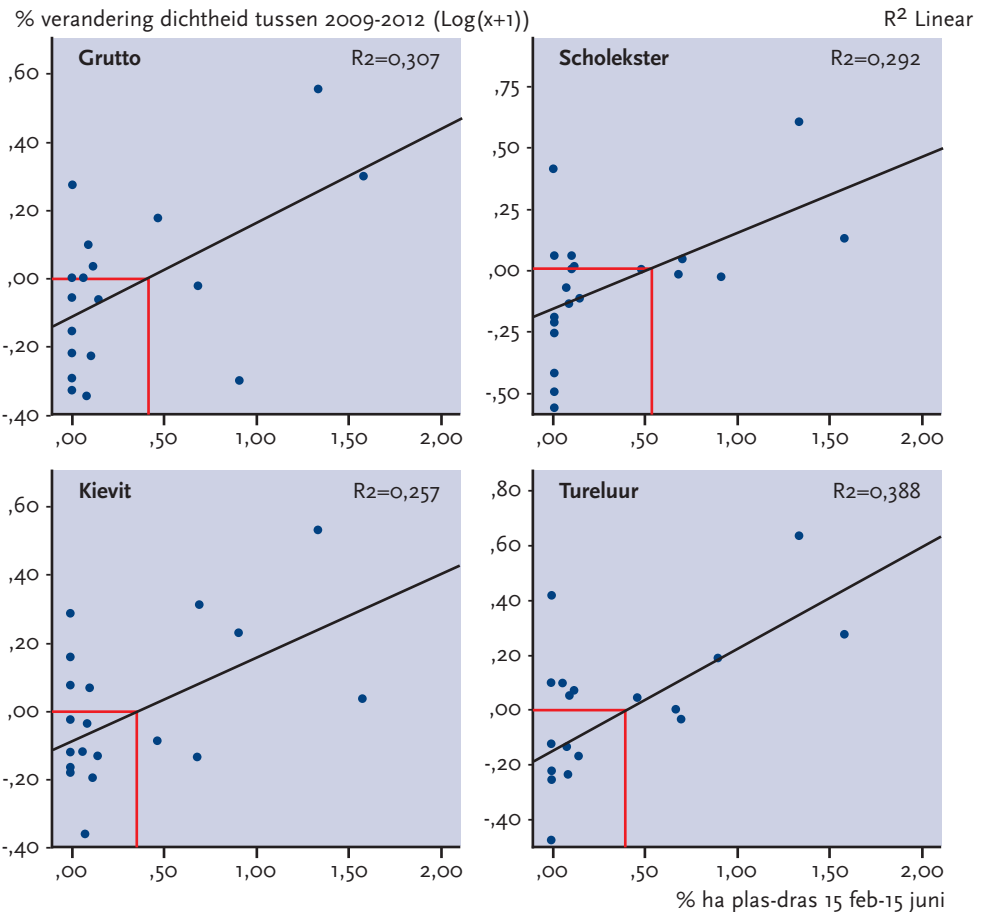 % verandering dichtheid tussen 2009-2012 (Log(x+1))
R² Linear
Grutto
R2=0,307
,60
,40
,20
,00
-,20
-,40
,00 ,50 1,00 1,50 2,00
Scholekster
R2=0,292
,75
,50
,25
,00
-,25
-,50
,00 ,50 1,00 1,50 2,00
Kievit
R2=0,257
,60
,40
,20
,00
-,20
-,40
,00 ,50 1,00 1,50 2,00
Tureluur
R2=0,388
,80
,60
,40
,20
,00
-,20
-,40
,00 ,50 1,00 1,50 2,00
% ha plas-dras 15 feb-15 juni